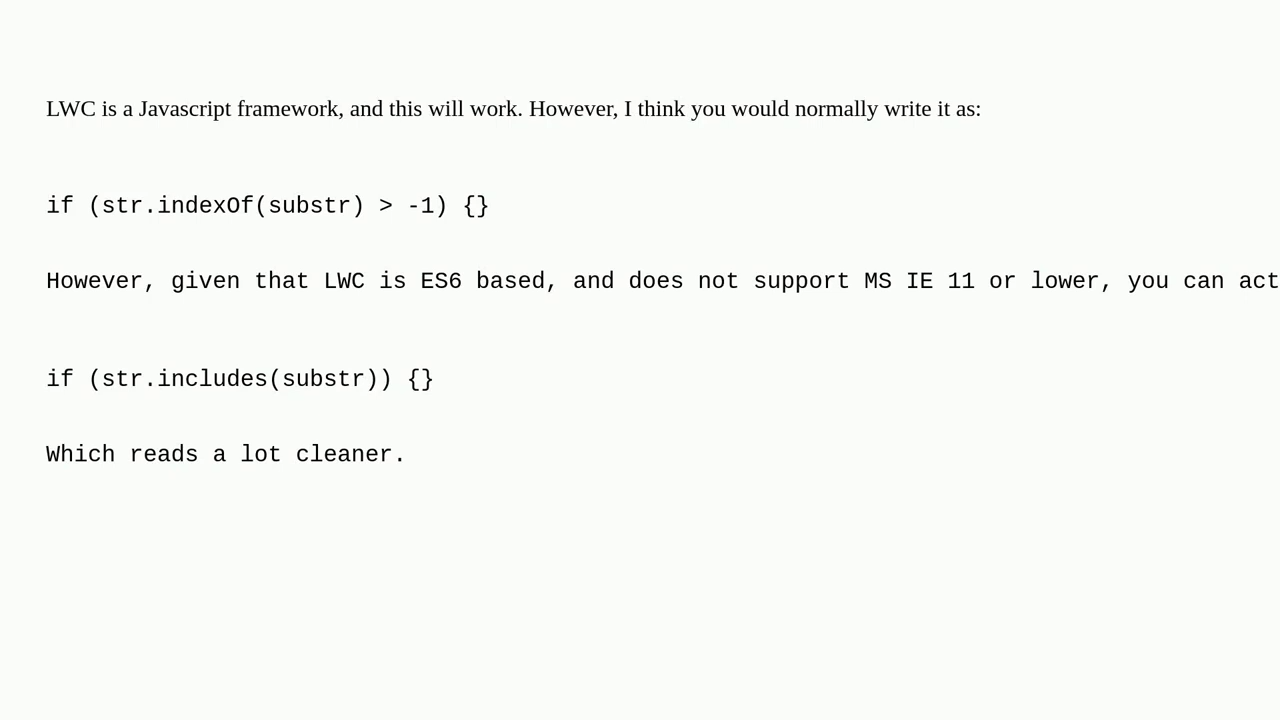 LWC is a Javascript framework, and this will work. However, I think you would normally write it as:
if (str.indexOf(substr) > -1) {}
However, given that LWC is ES6 based, and does not support MS IE 11 or lower, you can act
if (str.includes(substr)) {}
Which reads a lot cleaner.